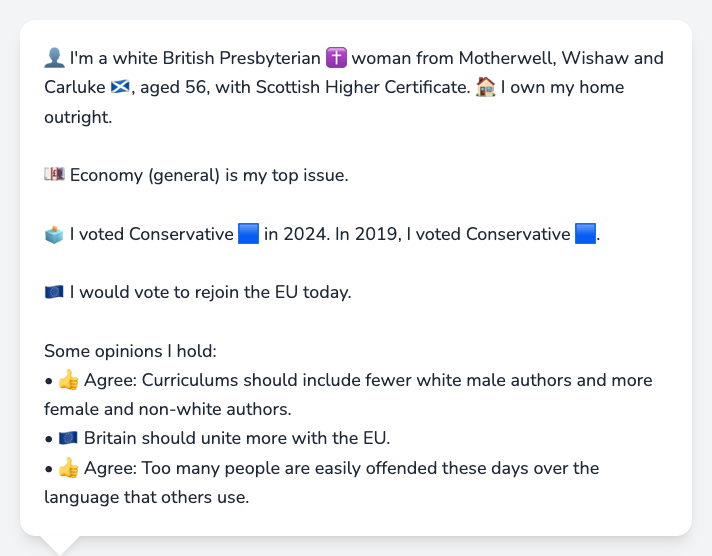 👤 I'm a white British Presbyterian ✝️ woman from Motherwell, Wishaw and
Carluke 🏴󠁧󠁢󠁳󠁣󠁴󠁿, aged 56, with Scottish Higher Certificate. 🏠 I own my home
outright.
💷 Economy (general) is my top issue.
🗳️ I voted Conservative 🟦 in 2024. In 2019, I voted Conservative 🟦.
🇪🇺 I would vote to rejoin the EU today.
Some opinions I hold:
• 👍 Agree: Curriculums should include fewer white male authors and more
female and non-white authors.
• 🇪🇺 Britain should unite more with the EU.
• 👍 Agree: Too many people are easily offended these days over the
language that others use.